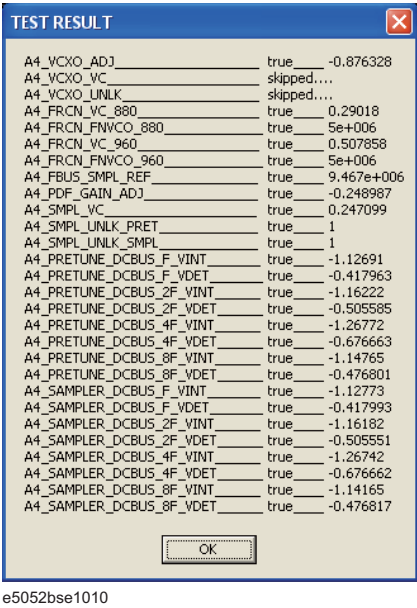 TEST RESULT
A4_VCXO_ADJ____________________ true____ -0.876328
A4_VCXO_VC_____________________ skipped....
A4_VCXO_UNLK___________________ skipped....
A4_FRCN_VC_880_________________ true____ 0.29018
A4_FRCN_FNVCO_880______________ true____ 5e+006
A4_FRCN_VC_960_________________ true____ 0.507858
A4_FRCN_FNVCO_960______________ true____ 5e+006
A4_FBUS_SMPL_REF_______________ true____ 9.467e+006
A4_PDF_GAIN_ADJ________________ true____ -0.248987
A4_SMPL_VC_____________________ true____ 0.247099
A4_SMPL_UNLK_PRET______________ true____ 1
A4_SMPL_UNLK_SMPL______________ true____ 1
A4_PRETUNE_DCBUS_F_VINT________ true____ -1.12691
A4_PRETUNE_DCBUS_F_VDET________ true____ -0.417963
A4_PRETUNE_DCBUS_2F_VINT_______ true____ -1.16222
A4_PRETUNE_DCBUS_2F_VDET_______ true____ -0.505585
A4_PRETUNE_DCBUS_4F_VINT_______ true____ -1.26772
A4_PRETUNE_DCBUS_4F_VDET_______ true____ -0.676663
A4_PRETUNE_DCBUS_8F_VINT_______ true____ -1.14765
A4_PRETUNE_DCBUS_8F_VDET_______ true____ -0.476801
A4_SAMPLER_DCBUS_F_VINT________ true____ -1.12773
A4_SAMPLER_DCBUS_F_VDET________ true____ -0.417993
A4_SAMPLER_DCBUS_2F_VINT_______ true____ -1.16182
A4_SAMPLER_DCBUS_2F_VDET_______ true____ -0.505551
A4_SAMPLER_DCBUS_4F_VINT_______ true____ -1.26742
A4_SAMPLER_DCBUS_4F_VDET_______ true____ -0.676662
A4_SAMPLER_DCBUS_8F_VINT_______ true____ -1.14165
A4_SAMPLER_DCBUS_8F_VDET_______ true____ -0.476817
OK
e5052bse1010